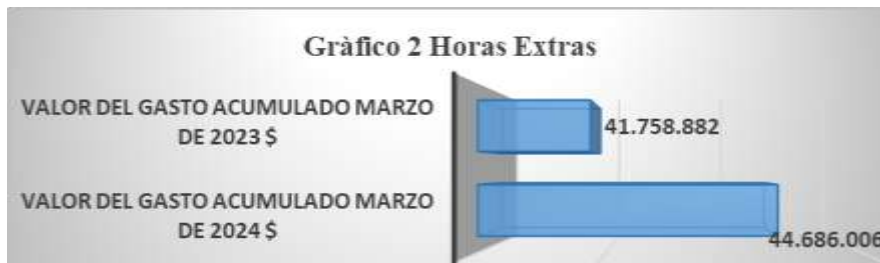 Gràfico 2 Horas Extras
VALOR DEL GASTO ACUMULADO MARZO
DE 2023 $
41.758.882
VALOR DEL GASTO ACUMULADO MARZO
DE 2024 $
44.686.006